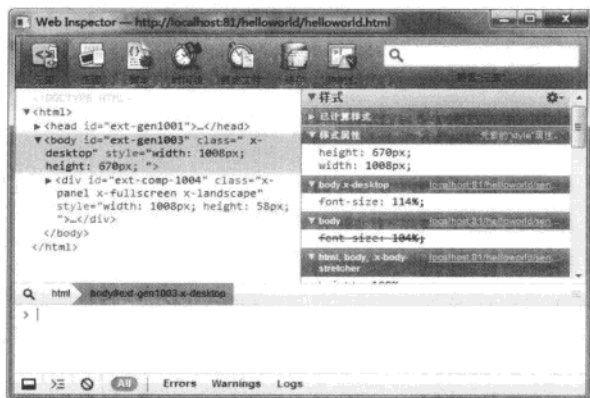 Web Inspector — http://localhost:81/helloworld/helloworld.html
<!DOCTYPE HTML>
▼<html>
▶<head id="ext-gen1001">…</head>
▼<body id="ext-gen1003" class=" x-
desktop" style="width: 1008px;
height: 670px; ">
▶<div id="ext-comp-1004" class="x-
panel x-fullscreen x-landscape"
style="width: 1008px; height: 58px;
">…</div>
</body>
</html>
▼样式
▶已计算样式
▼样式属性
height: 670px;
width: 1008px;
▼body.x-desktop localhost:81/helloworld/sen…
font-size: 114%;
▼body localhost:81/helloworld/sen…
font-size: 104%;
▼html, body, .x-body-
stretcher localhost:81/helloworld/sen…
html body#ext-gen1003.x-desktop
>
All Errors Warnings Logs